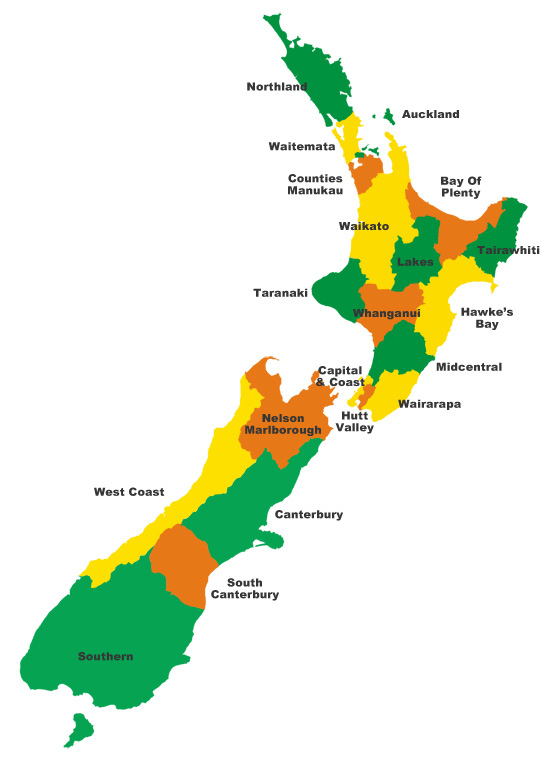 Northland
Auckland
Waitemata
Counties
Manukau
Bay Of
Plenty
Waikato
Tairawhiti
Lakes
Taranaki
Whanganui
Hawke's
Bay
Midcentral
Capital
& Coast
Wairarapa
Hutt
Valley
Nelson
Marlborough
West Coast
Canterbury
South
Canterbury
Southern